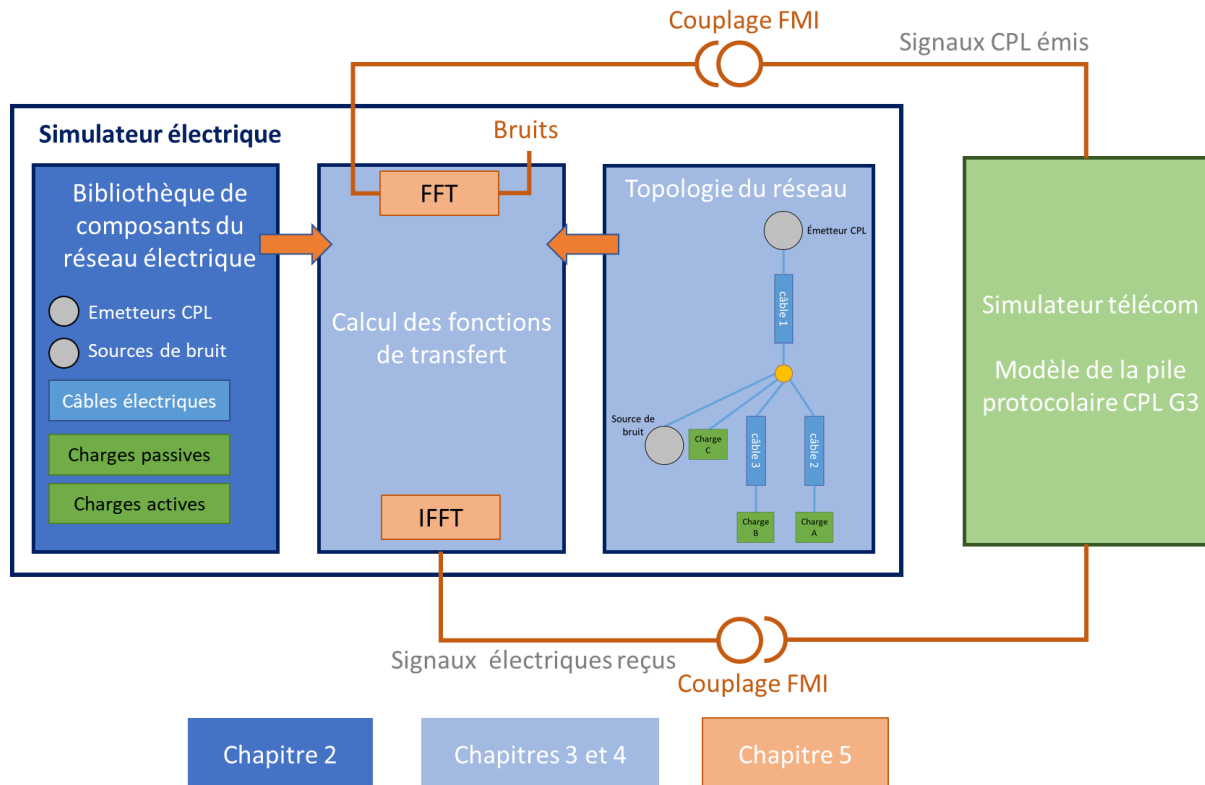 Couplage FMI
Signaux CPL émis
Simulateur électrique
Bruits
Bibliothèque de
composants du
réseau électrique
Emetteurs CPL
Sources de bruit
Câbles électriques
Charges passives
Charges actives
FFT
Calcul des fonctions
de transfert
IFFT
Topologie du réseau
Émetteur CPL
câble 1
Source de
bruit
Charge
C
câble 3
câble 2
Charge
B
Charge
A
Simulateur télécom
Modèle de la pile
protocolaire CPL G3
Signaux électriques reçus
Couplage FMI
Chapitre 2
Chapitres 3 et 4
Chapitre 5